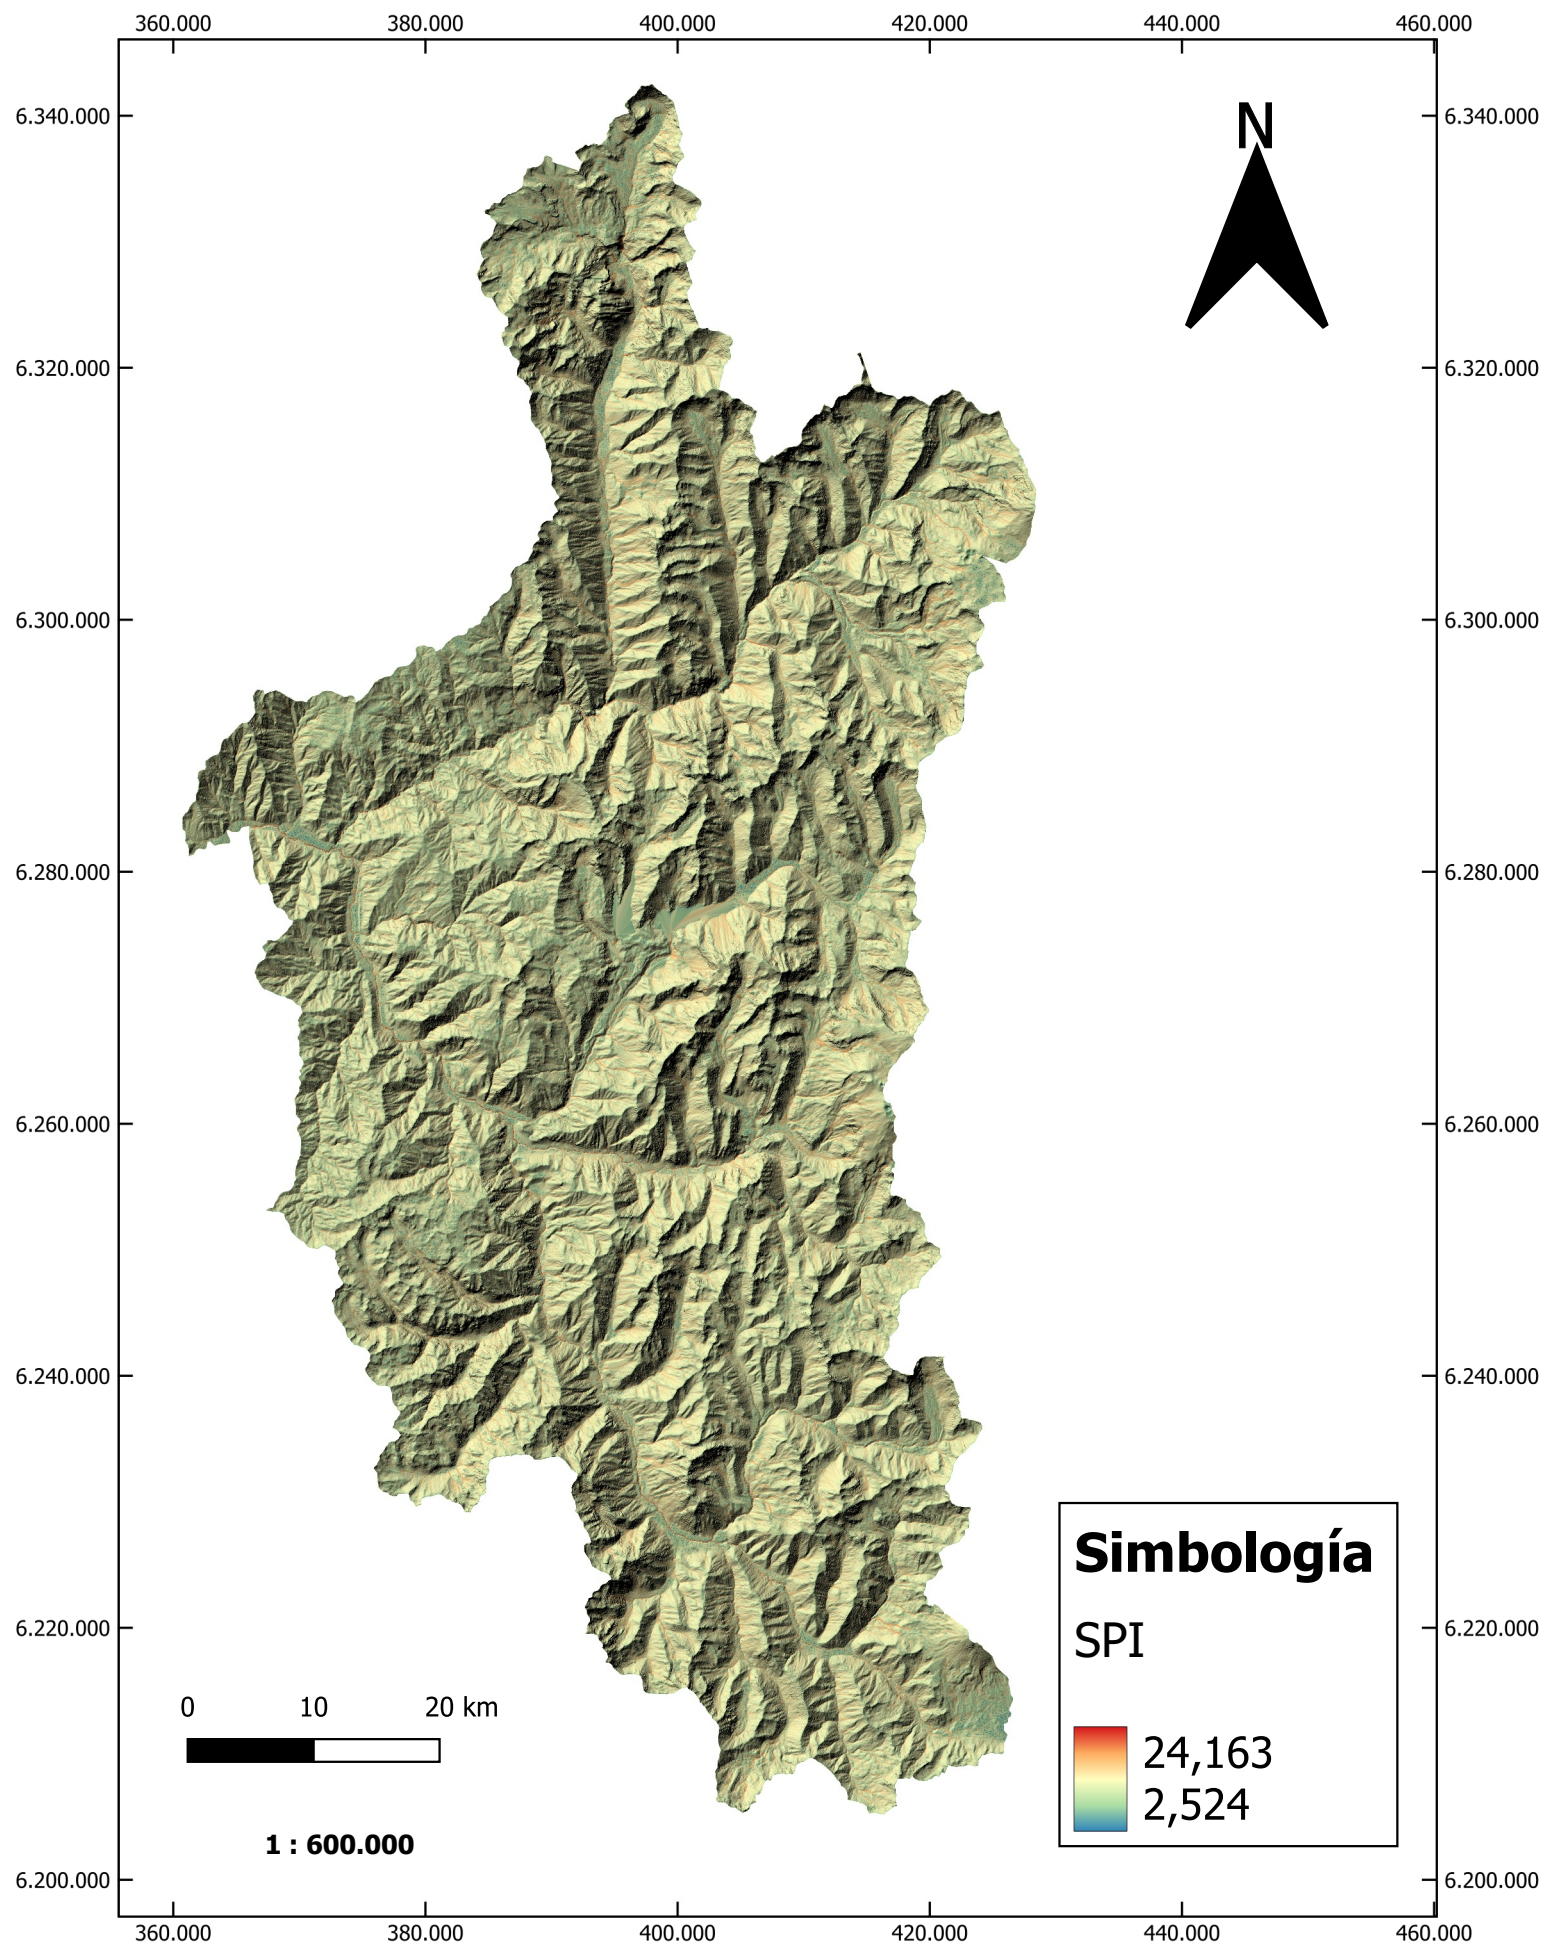 360.000 380.000 400.000 420.000 440.000 460.000
6.340.000 6.340.000
N
6.320.000 6.320.000
6.300.000 6.300.000
6.280.000 6.280.000
6.260.000 6.260.000
6.240.000 6.240.000
6.220.000 6.220.000
Simbología
SPI
24,163
2,524
0 10 20 km
1 : 600.000
6.200.000 6.200.000
360.000 380.000 400.000 420.000 440.000 460.000